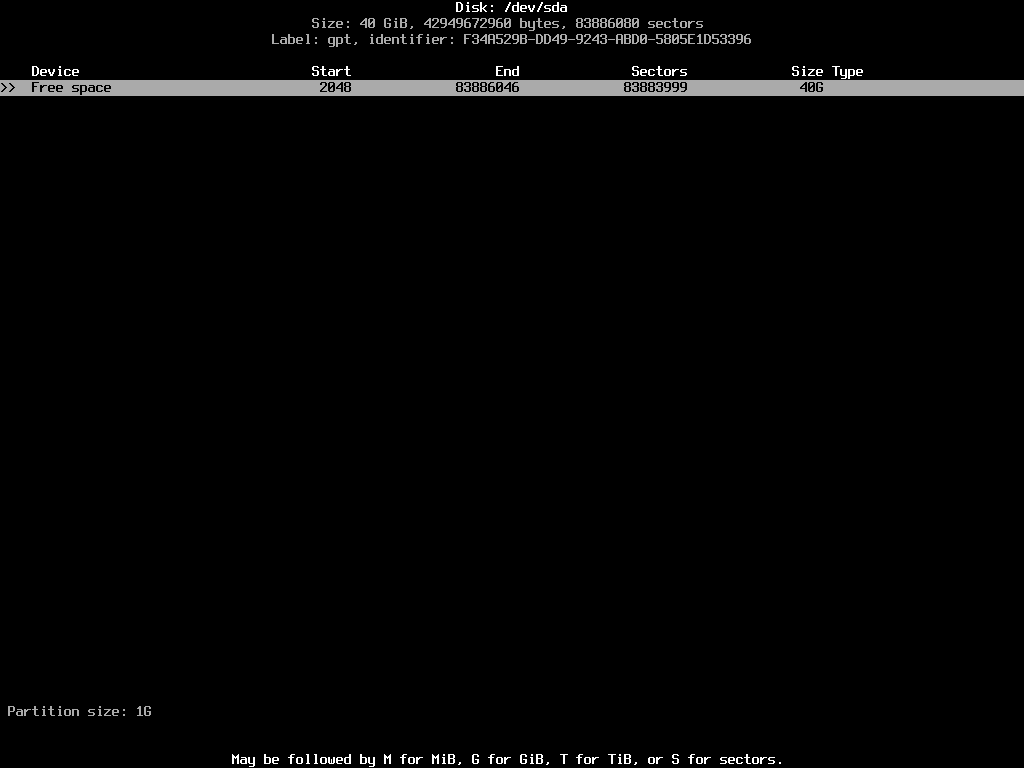 Disk: /dev/sda
Size: 40 GiB, 42949672960 bytes, 83886080 sectors
Label: gpt, identifier: F34A529B-DD49-9243-ABD0-5805E1D53396
Device Start End Sectors Size Type
>> Free space 2048 83886046 83883999 40G
Partition size: 1G
May be followed by M for MiB, G for GiB, T for TiB, or S for sectors.